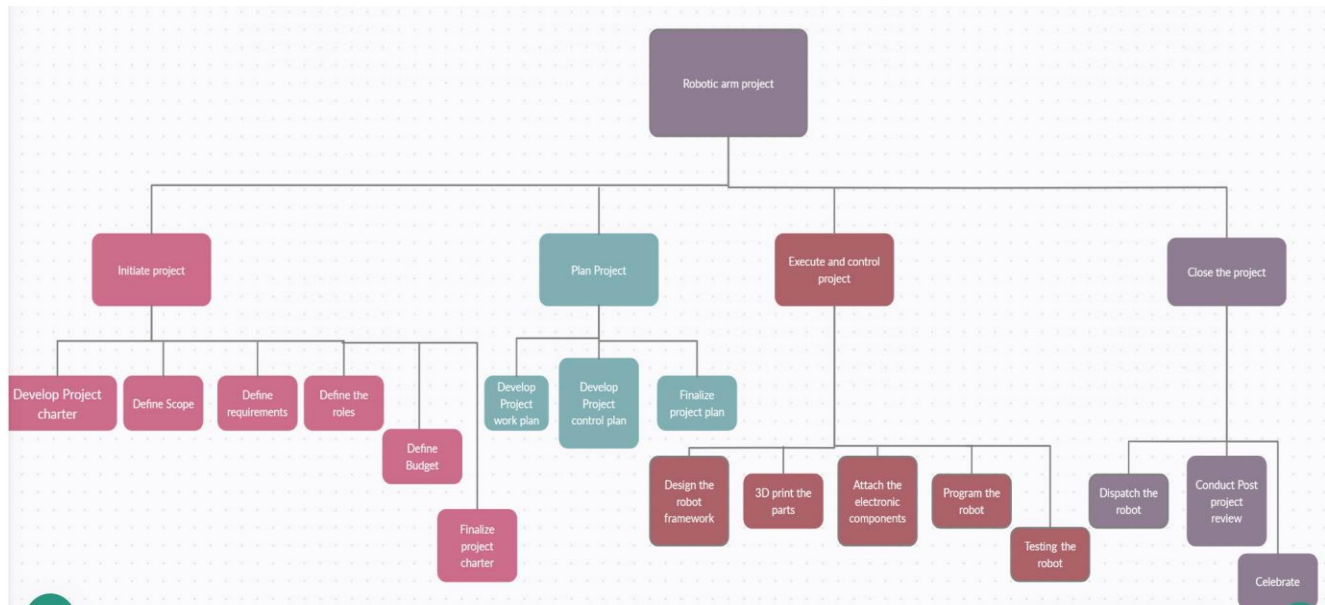 Robotic arm project
Initiate project
Plan Project
Execute and control
project
Close the project
Develop Project
charter
Define Scope
Define
requirements
Define the
roles
Define
Budget
Finalize
project
charter
Develop
Project
work plan
Develop
Project
control plan
Finalize
project plan
Design the
robot
framework
3D print the
parts
Attach the
electronic
components
Program the
robot
Testing the
robot
Dispatch the
robot
Conduct Post
project
review
Celebrate